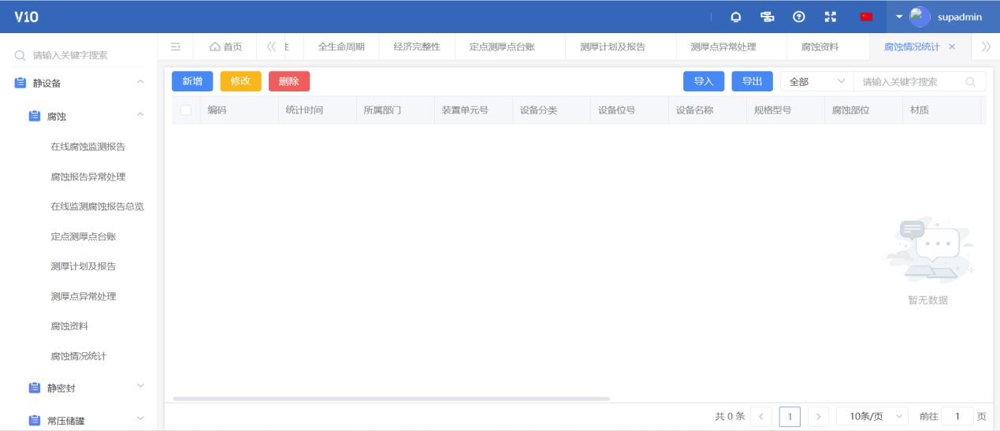 V10
supadmin
请输入关键字搜索
首页
性
全生命周期
经济完整性
定点测厚点台账
测厚计划及报告
测厚点异常处理
腐蚀资料
腐蚀情况统计
静设备
腐蚀
在线腐蚀监测报告
腐蚀报告异常处理
在线监测腐蚀报告总览
定点测厚点台账
测厚计划及报告
测厚点异常处理
腐蚀资料
腐蚀情况统计
静密封
常压储罐
新增
修改
删除
导入
导出
全部
请输入关键字搜索
编码
统计时间
所属部门
装置单元号
设备分类
设备位号
设备名称
规格型号
腐蚀部位
材质
暂无数据
共 0 条
1
10条/页
前往
1
页